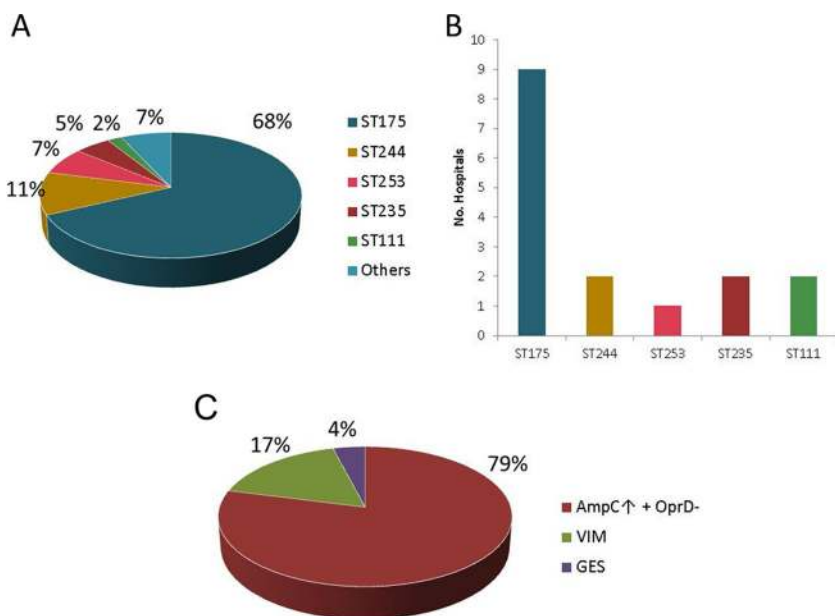 A
68%
7%
2%
5%
7%
11%
ST175
ST244
ST253
ST235
ST111
Others
B
No. Hospitals
10
9
8
7
6
5
4
3
2
1
0
ST175 ST244 ST253 ST235 ST111
C
79%
4%
17%
AmpC↑ + OprD-
VIM
GES